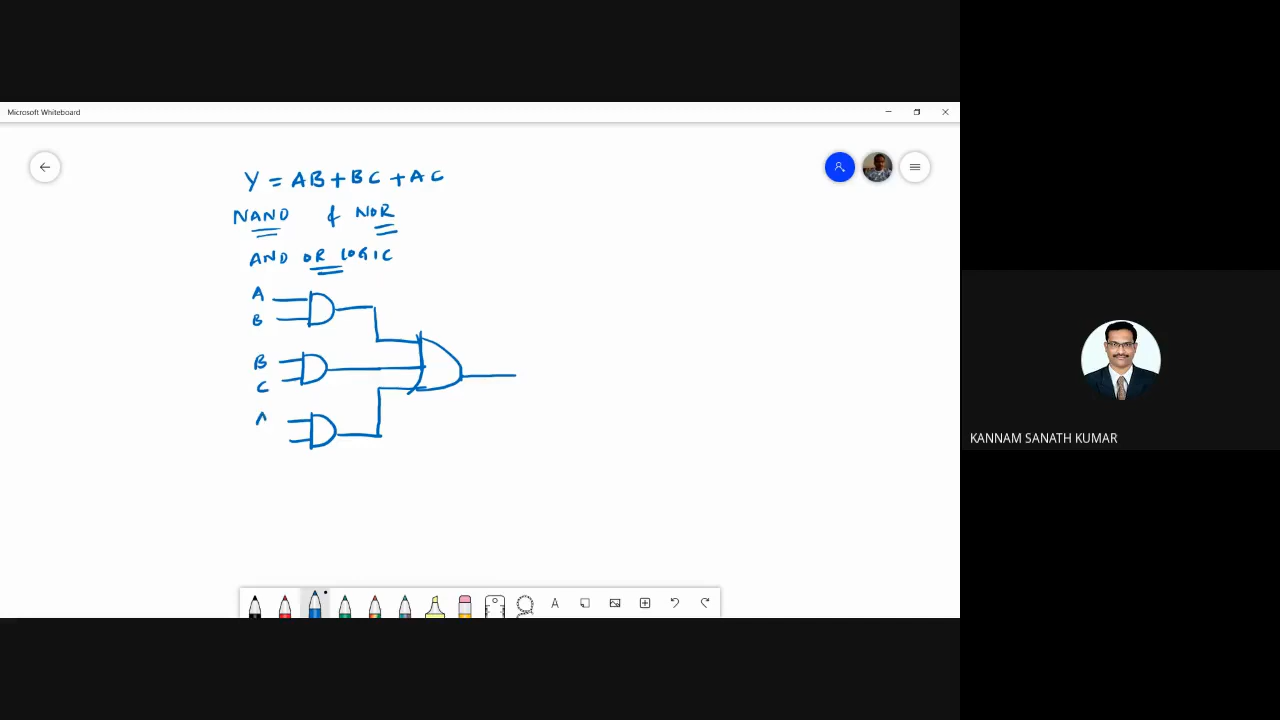 Microsoft Whiteboard
Y = AB + BC + AC
NAND & NOR
AND OR LOGIC
A
B
B
C
A
KANNAM SANATH KUMAR